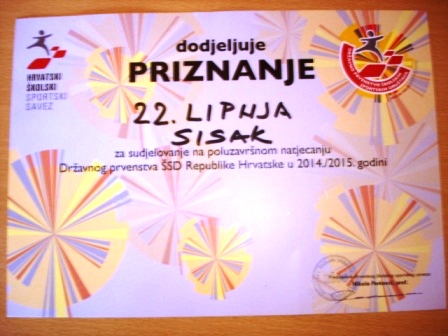 dodjeljuje
PRIZNANJE
HRVATSKI
ŠKOLSKI
SPORTSKI
SAVEZ
22. LIPNJA
SISAK
za sudjelovanje na poluzavršnom natjecanju
Državnog prvenstva ŠSD Republike Hrvatske u 2014./2015. godini